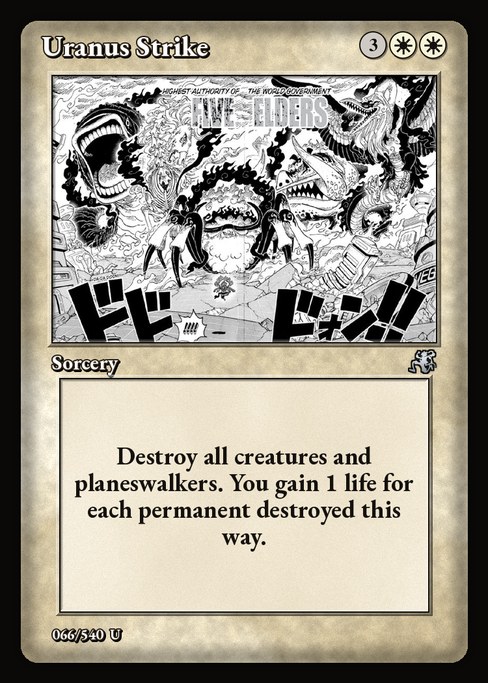 Uranus Strike
3
HIGHEST AUTHORITY OF THE WORLD GOVERNMENT
FIVE ELDERS
ドドドォン!!
!!!!
Sorcery
Destroy all creatures and
planeswalkers. You gain 1 life for
each permanent destroyed this
way.
066/540 U